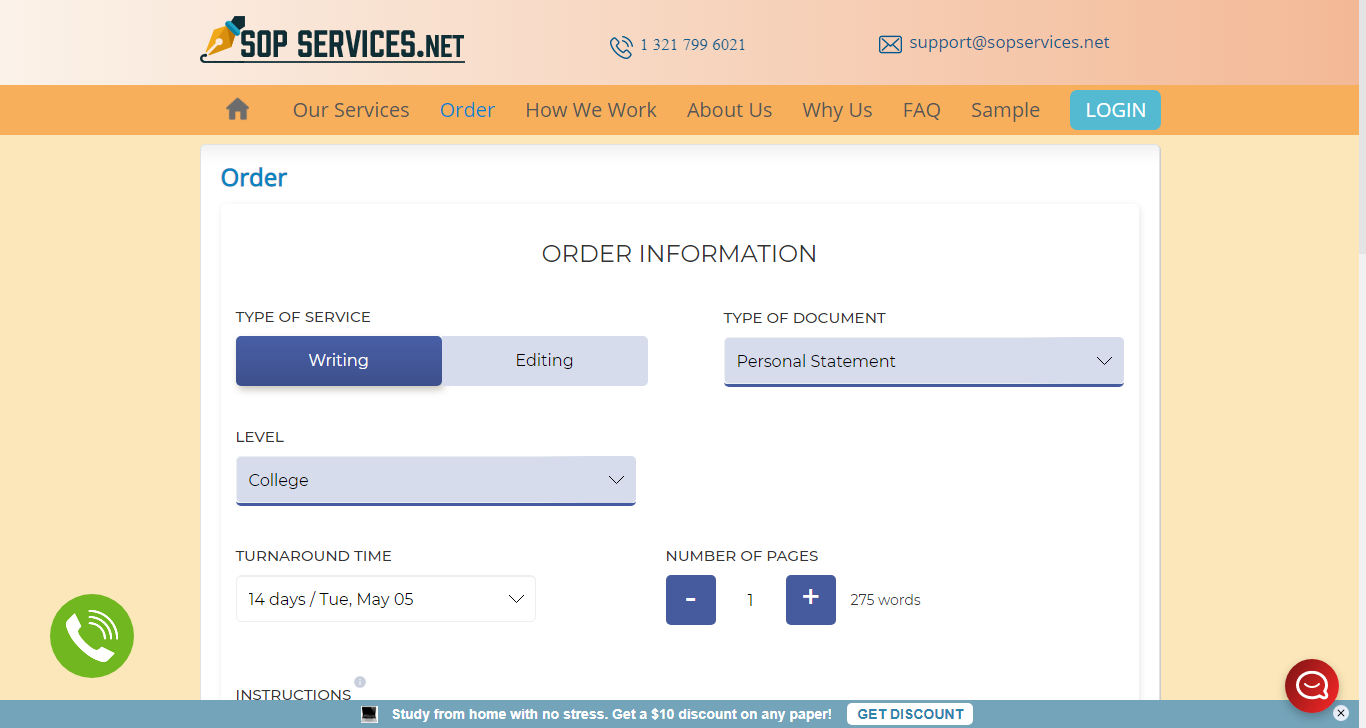 SOP SERVICES.NET
1 321 799 6021
support@sopservices.net
Our Services Order How We Work About Us Why Us FAQ Sample LOGIN
Order
ORDER INFORMATION
TYPE OF SERVICE
TYPE OF DOCUMENT
Writing Editing
Personal Statement
LEVEL
College
TURNAROUND TIME
NUMBER OF PAGES
14 days / Tue, May 05
- 1 + 275 words
INSTRUCTIONS i
Study from home with no stress. Get a $10 discount on any paper! GET DISCOUNT